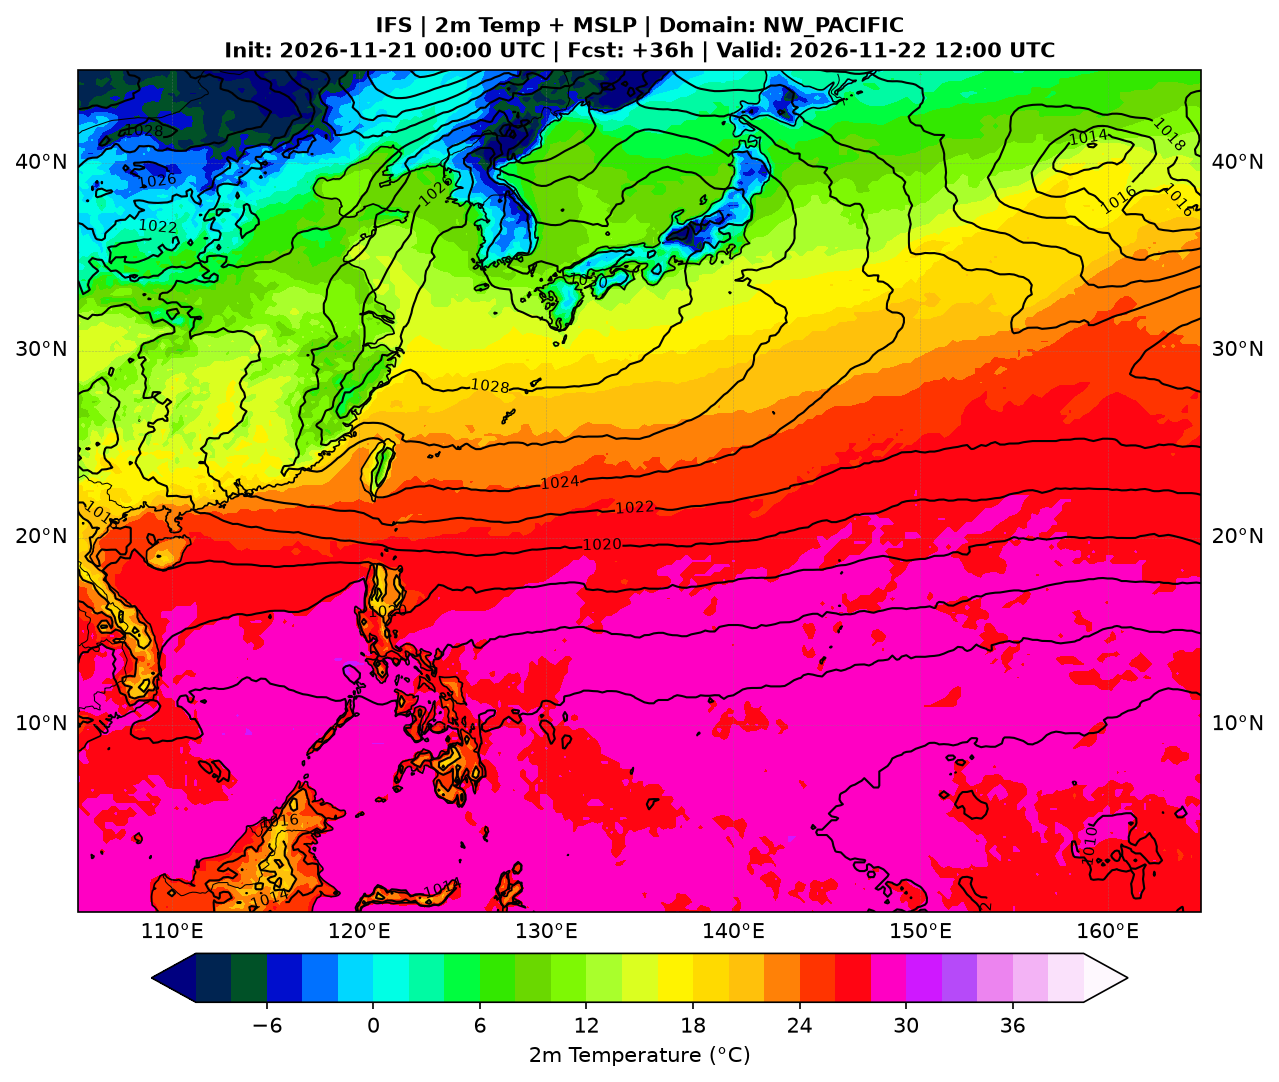 IFS | 2m Temp + MSLP | Domain: NW_PACIFIC
Init: 2026-11-21 00:00 UTC | Fcst: +36h | Valid: 2026-11-22 12:00 UTC
1028
1026
1022
1026
1014
1018
1016
1016
1030
1028
1024
1022
1020
1016
1014
1010
40°N
30°N
20°N
10°N
40°N
30°N
20°N
10°N
110°E 120°E 130°E 140°E 150°E 160°E
−6 0 6 12 18 24 30 36
2m Temperature (°C)